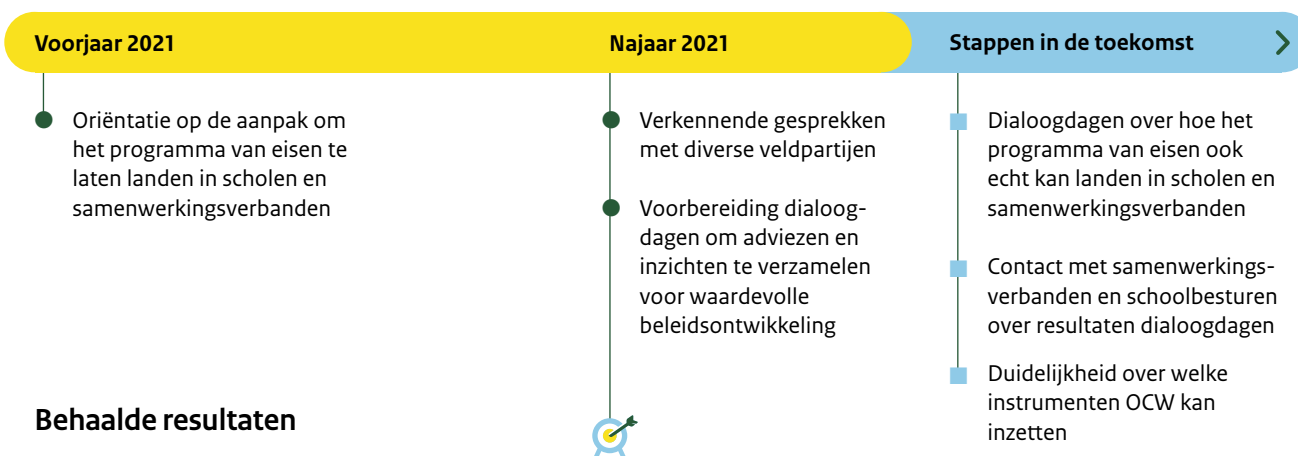 Voorjaar 2021
Oriëntatie op de aanpak om
het programma van eisen te
laten landen in scholen en
samenwerkingsverbanden
Najaar 2021
Verkennende gesprekken
met diverse veldpartijen
Voorbereiding dialoog-
dagen om adviezen en
inzichten te verzamelen
voor waardevolle
beleidsontwikkeling
Stappen in de toekomst
Dialoogdagen over hoe het
programma van eisen ook
echt kan landen in scholen en
samenwerkingsverbanden
Contact met samenwerkings-
verbanden en schoolbesturen
over resultaten dialoogdagen
Duidelijkheid over welke
instrumenten OCW kan
inzetten
Behaalde resultaten